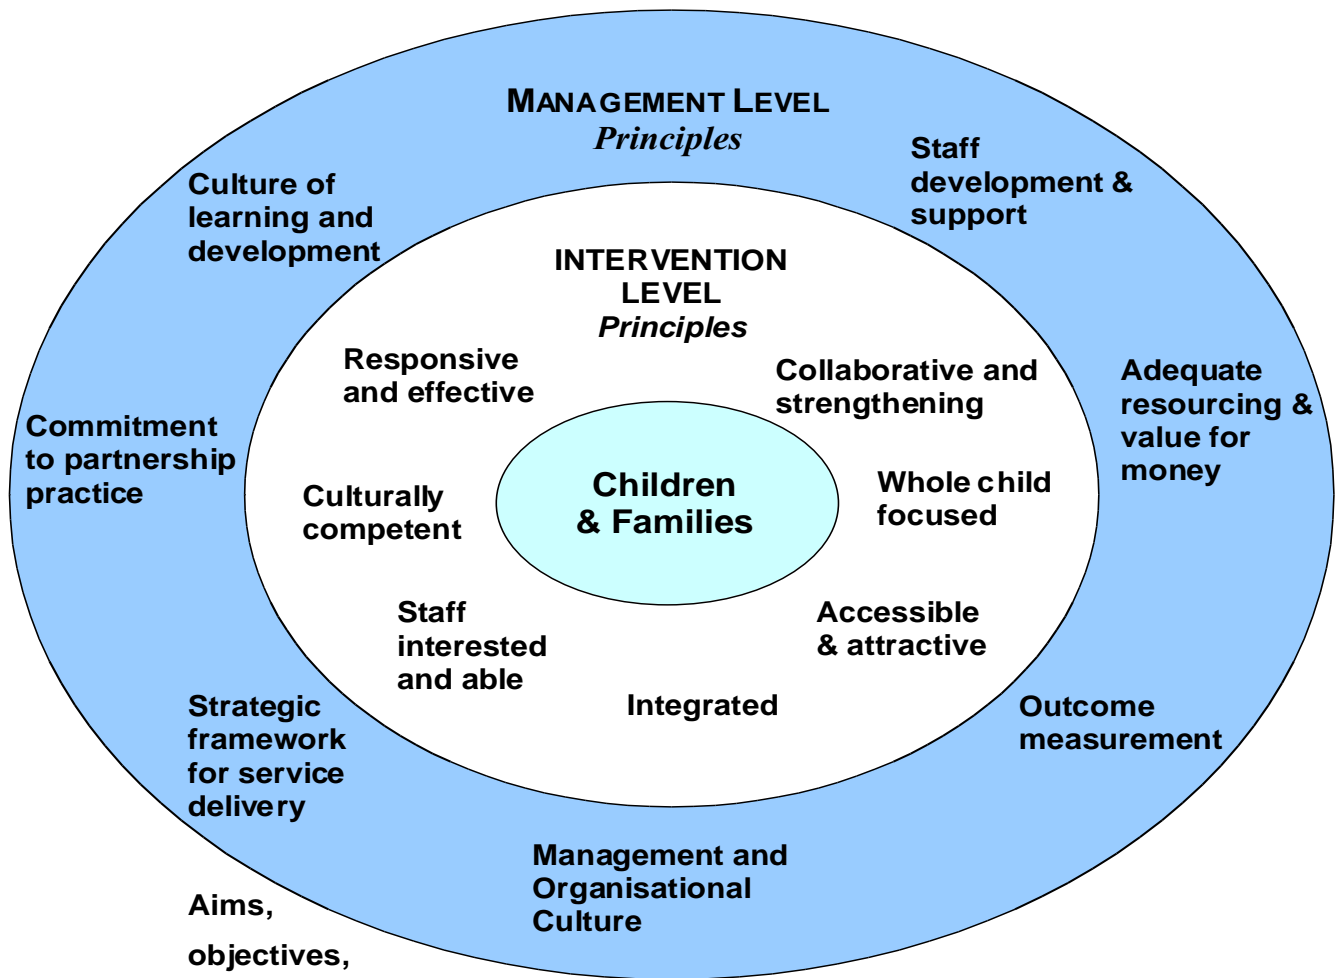 MANAGEMENT LEVEL
Principles
Staff
development &
support
Culture of
learning and
development
INTERVENTION
LEVEL
Principles
Responsive
and effective
Collaborative and
strengthening
Adequate
resourcing &
value for
money
Commitment
to partnership
practice
Culturally
competent
Children
& Families
Whole child
focused
Staff
interested
and able
Accessible
& attractive
Integrated
Strategic
framework
for service
delivery
Outcome
measurement
Management and
Organisational
Culture
Aims,
objectives,